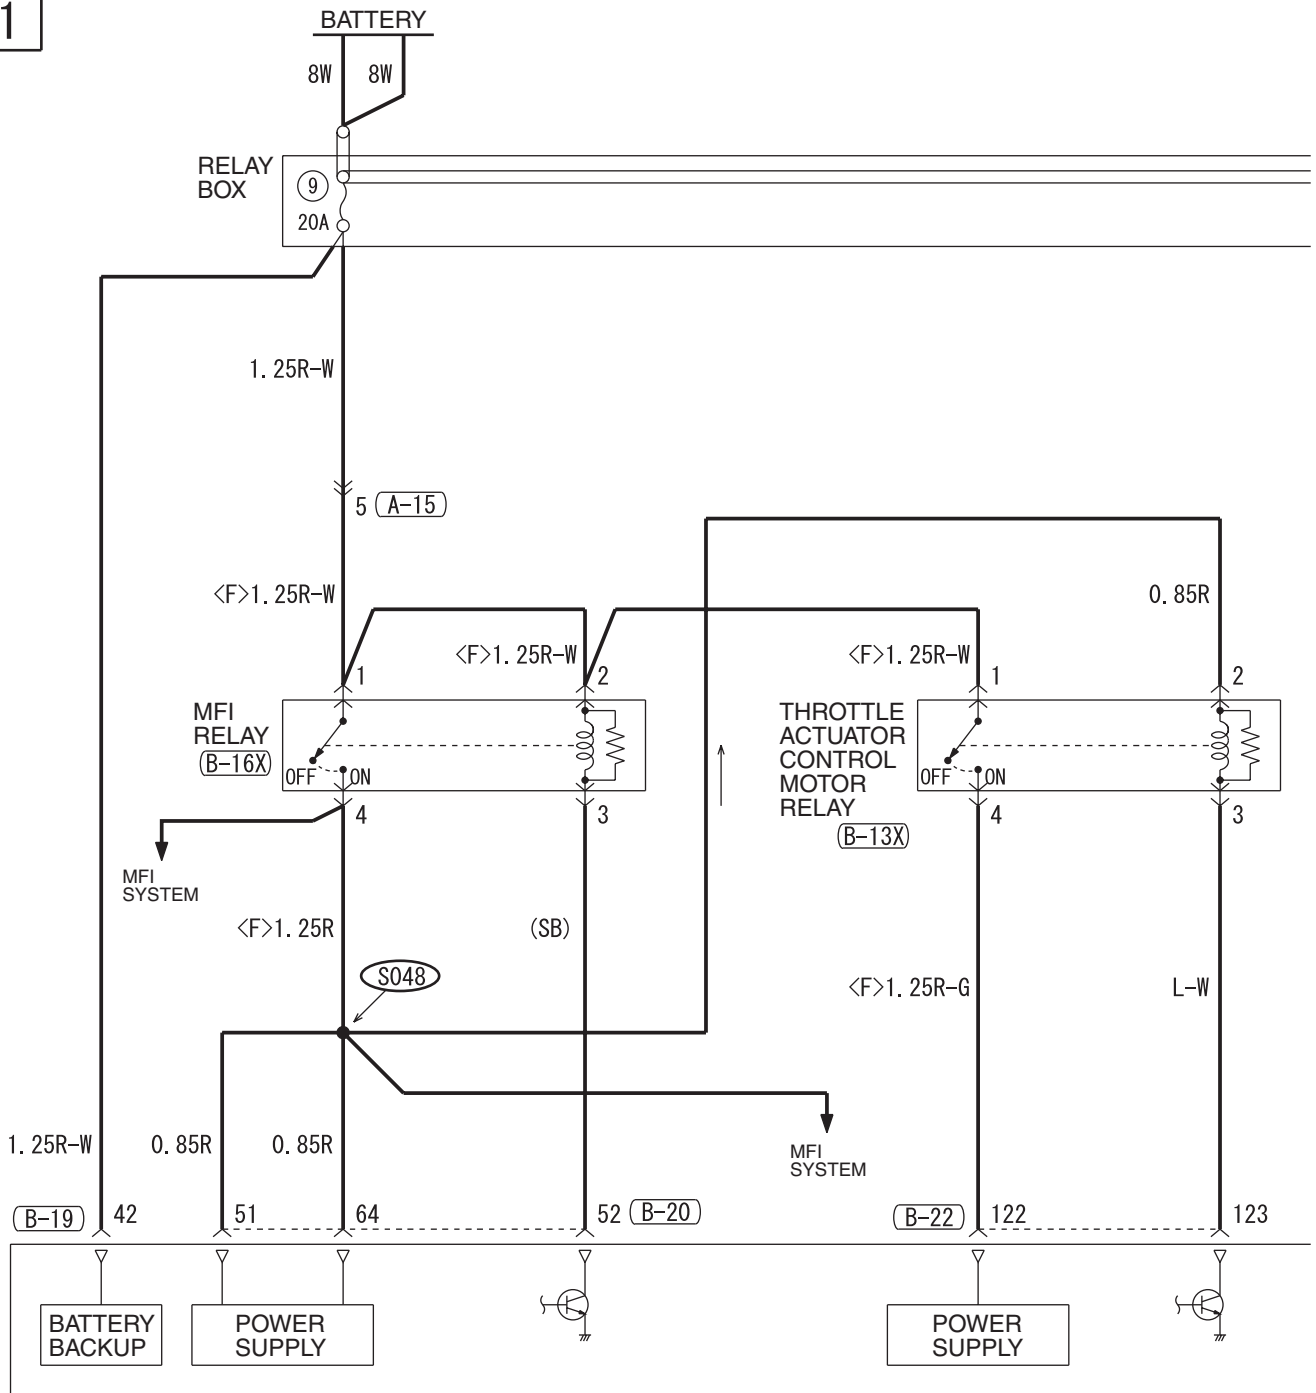 1
BATTERY
8W 8W
RELAY
BOX
9
20A
1.25R-W
5 A-15
<F>1.25R-W
0.85R
<F>1.25R-W
<F>1.25R-W
1 2 1 2
MFI
RELAY
B-16X
OFF ON
THROTTLE
ACTUATOR
CONTROL
MOTOR
RELAY
B-13X
OFF ON
4 3 4 3
MFI
SYSTEM
<F>1.25R
(SB)
S048
<F>1.25R-G
L-W
1.25R-W
0.85R
0.85R
MFI
SYSTEM
B-19 42 51 64 52 B-20 B-22 122 123
BATTERY
BACKUP
POWER
SUPPLY
POWER
SUPPLY